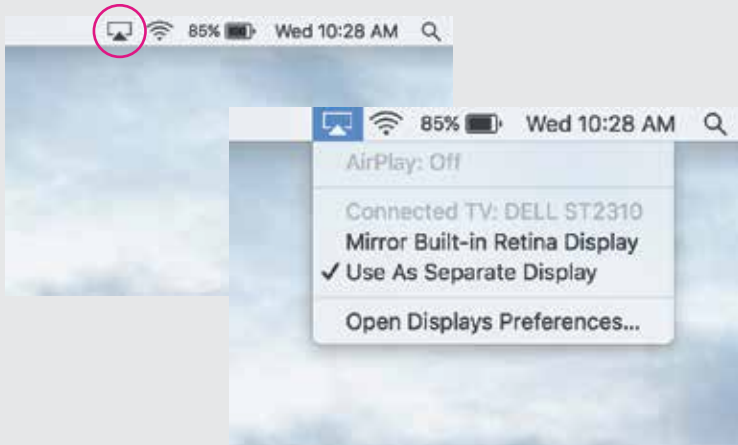 85% Wed 10:28 AM
85% Wed 10:28 AM
AirPlay: Off
Connected TV: DELL ST2310
Mirror Built-in Retina Display
✓ Use As Separate Display
Open Displays Preferences...